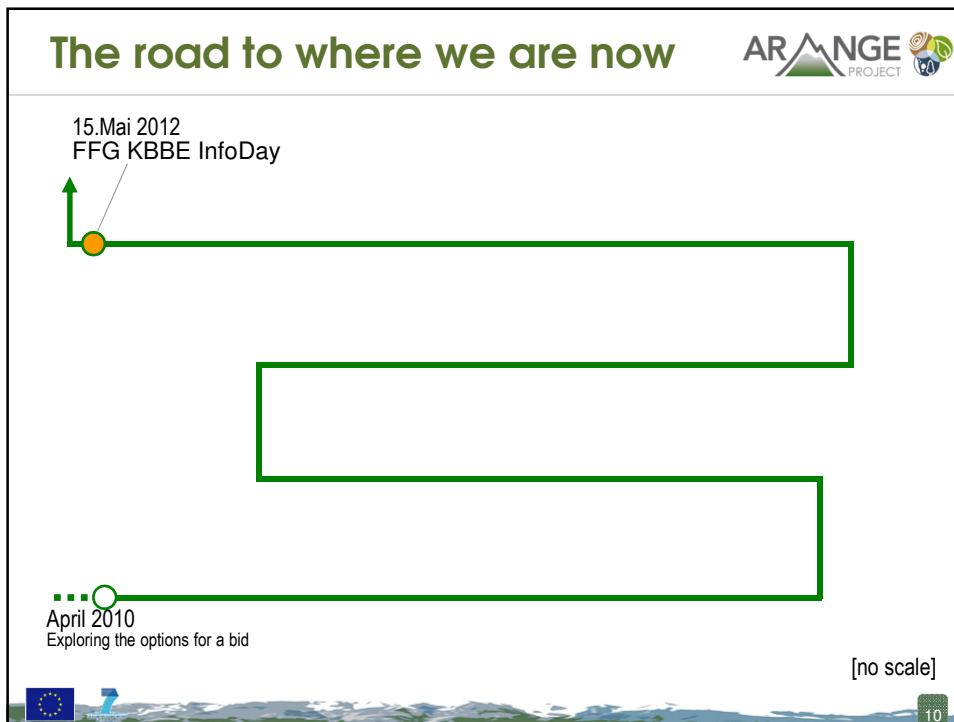 The road to where we are now
ARANGE
PROJECT
15.Mai 2012
FFG KBBE InfoDay
April 2010
Exploring the options for a bid
[no scale]
10